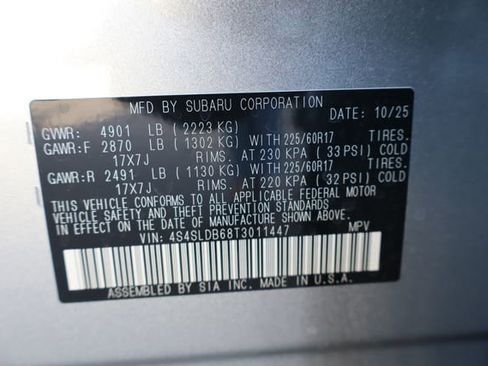 MFD BY SUBARU CORPORATION
DATE: 10/25
GVWR: 4901 LB (2223 KG)
GAWR:F 2870 LB (1302 KG) WITH 225/60R17 TIRES.
17X7J RIMS. AT 230 KPA (33 PSI) COLD
GAWR:R 2491 LB (1130 KG) WITH 225/60R17 TIRES.
17X7J RIMS. AT 220 KPA (32 PSI) COLD
THIS VEHICLE CONFORMS TO ALL APPLICABLE FEDERAL MOTOR
VEHICLE SAFETY AND THEFT PREVENTION STANDARDS IN EFFECT
ON THE DATE OF MANUFACTURE SHOWN ABOVE.
VIN: 4S4SLDB68T3011447 MPV
ASSEMBLED BY SIA INC. MADE IN U.S.A.